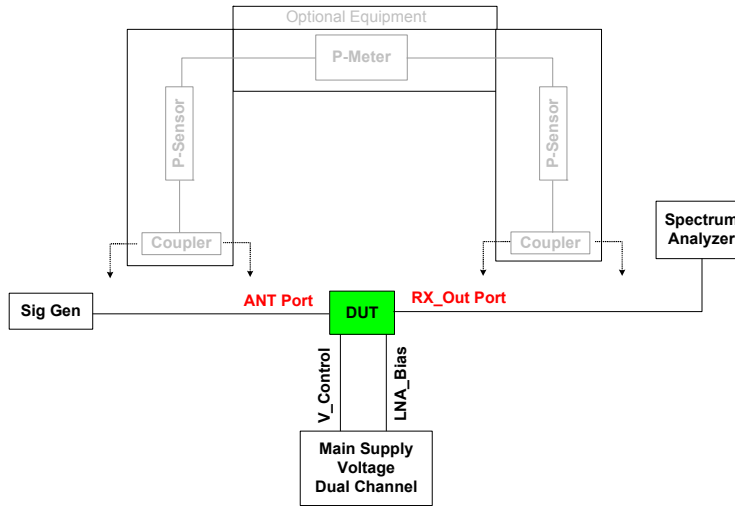 Optional Equipment
P-Meter
P-Sensor
P-Sensor
Coupler
Coupler
Spectrum
Analyzer
ANT Port
RX_Out Port
Sig Gen
DUT
V_Control
LNA_Bias
Main Supply
Voltage
Dual Channel